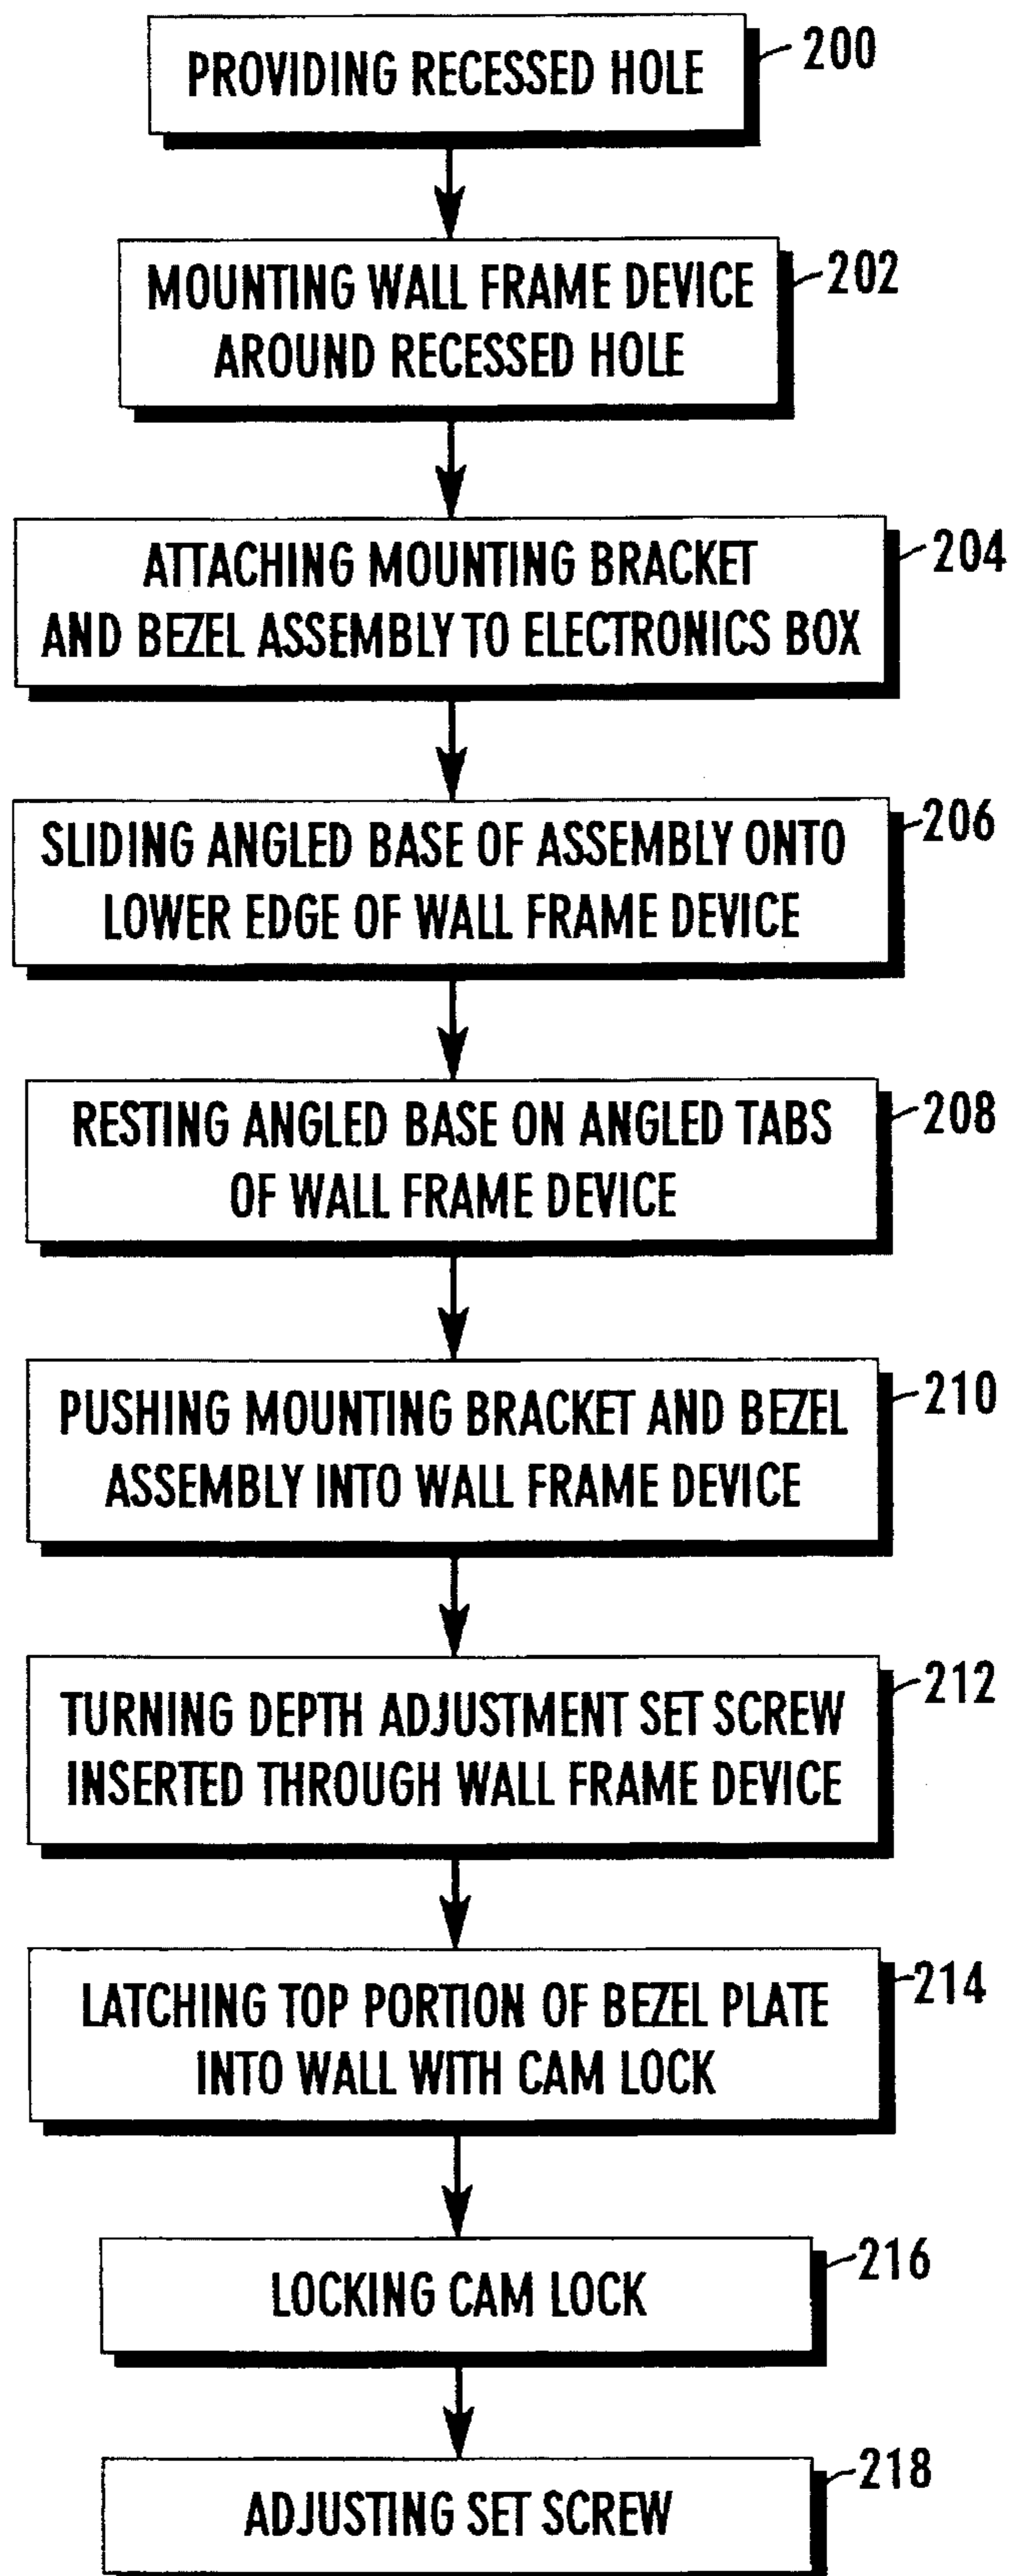 PROVIDING RECESSED HOLE
200
MOUNTING WALL FRAME DEVICE
AROUND RECESSED HOLE
202
ATTACHING MOUNTING BRACKET
AND BEZEL ASSEMBLY TO ELECTRONICS BOX
204
SLIDING ANGLED BASE OF ASSEMBLY ONTO
LOWER EDGE OF WALL FRAME DEVICE
206
RESTING ANGLED BASE ON ANGLED TABS
OF WALL FRAME DEVICE
208
PUSHING MOUNTING BRACKET AND BEZEL
ASSEMBLY INTO WALL FRAME DEVICE
210
TURNING DEPTH ADJUSTMENT SET SCREW
INSERTED THROUGH WALL FRAME DEVICE
212
LATCHING TOP PORTION OF BEZEL PLATE
INTO WALL WITH CAM LOCK
214
LOCKING CAM LOCK
216
ADJUSTING SET SCREW
218